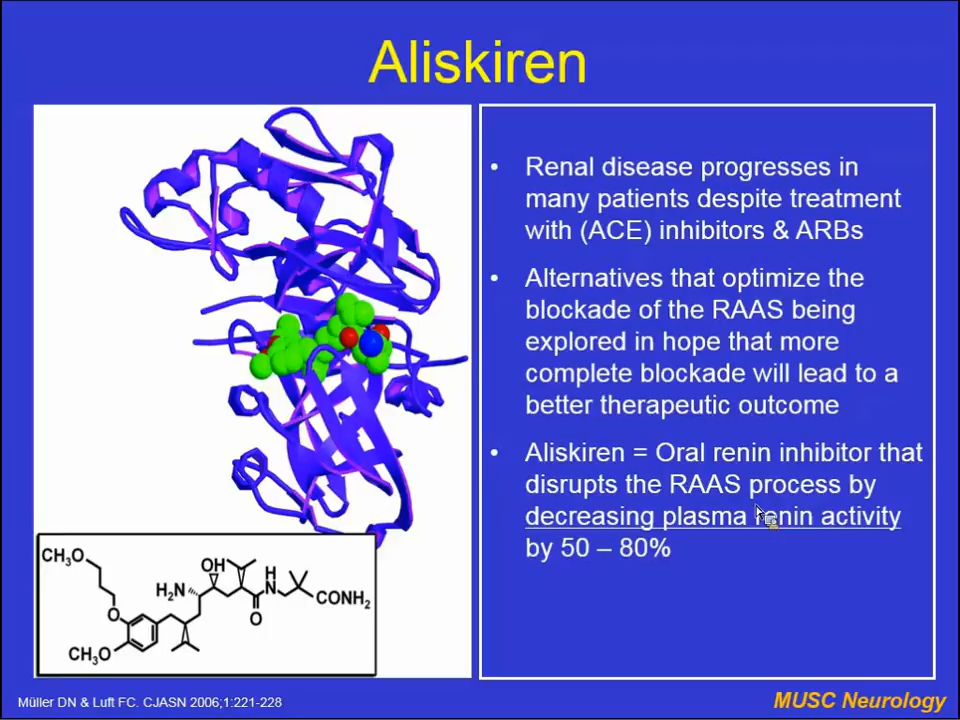 Aliskiren
• Renal disease progresses in
many patients despite treatment
with (ACE) inhibitors & ARBs
• Alternatives that optimize the
blockade of the RAAS being
explored in hope that more
complete blockade will lead to a
better therapeutic outcome
• Aliskiren = Oral renin inhibitor that
disrupts the RAAS process by
decreasing plasma renin activity
by 50 – 80%
CH₃O
OH
H₂N
H
N
CONH₂
O
O
CH₃O
Müller DN & Luft FC. CJASN 2006;1:221-228
MUSC Neurology